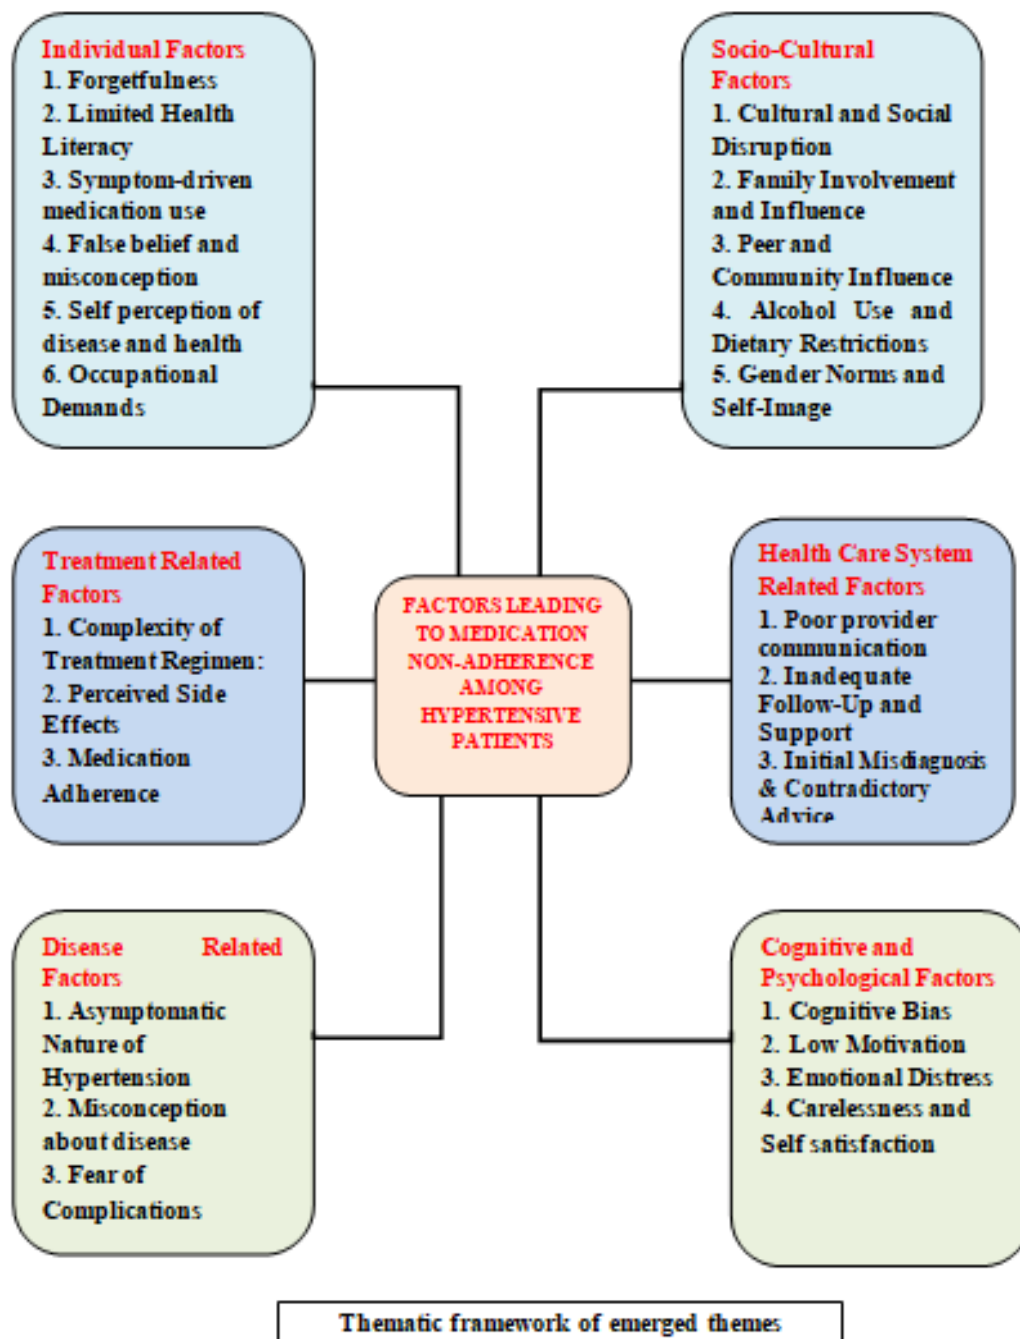 Individual Factors
1. Forgetfulness
2. Limited Health
Literacy
3. Symptom-driven
medication use
4. False belief and
misconception
5. Self perception of
disease and health
6. Occupational
Demands
Socio-Cultural
Factors
1. Cultural and Social
Disruption
2. Family Involvement
and Influence
3. Peer and
Community Influence
4. Alcohol Use and
Dietary Restrictions
5. Gender Norms and
Self-Image
Treatment Related
Factors
1. Complexity of
Treatment Regimen:
2. Perceived Side
Effects
3. Medication
Adherence
FACTORS LEADING
TO MEDICATION
NON-ADHERENCE
AMONG
HYPERTENSIVE
PATIENTS
Health Care System
Related Factors
1. Poor provider
communication
2. Inadequate
Follow-Up and
Support
3. Initial Misdiagnosis
& Contradictory
Advice
Disease Related
Factors
1. Asymptomatic
Nature of
Hypertension
2. Misconception
about disease
3. Fear of
Complications
Cognitive and
Psychological Factors
1. Cognitive Bias
2. Low Motivation
3. Emotional Distress
4. Carelessness and
Self satisfaction
Thematic framework of emerged themes